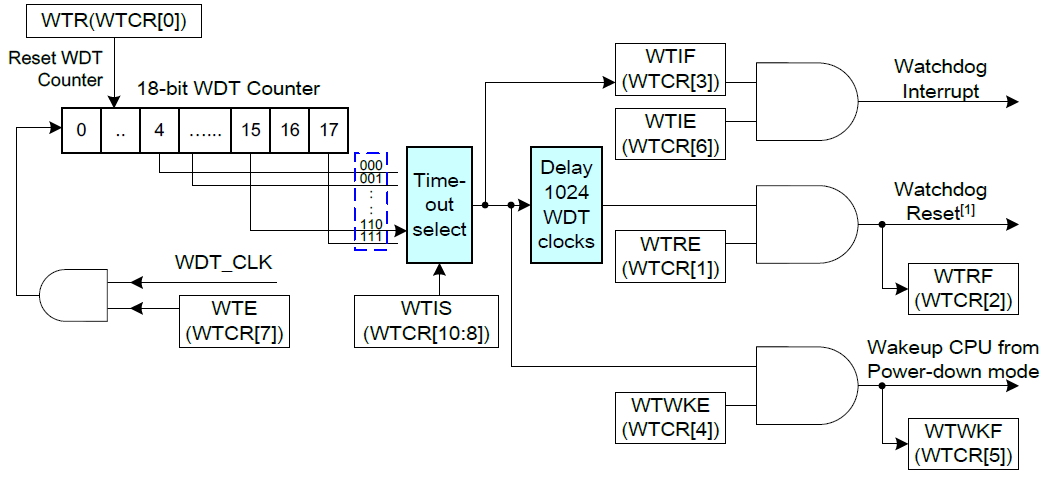 WTR(WTCR[0])
Reset WDT
Counter
18-bit WDT Counter
0 .. 4 ...... 15 16 17
000
001
:
:
110
111
Time-
out
select
WTIS
(WTCR[10:8])
WDT_CLK
WTE
(WTCR[7])
Delay
1024
WDT
clocks
WTIF
(WTCR[3])
WTIE
(WTCR[6])
Watchdog
Interrupt
WTRE
(WTCR[1])
Watchdog
Reset[1]
WTRF
(WTCR[2])
WTWKE
(WTCR[4])
Wakeup CPU from
Power-down mode
WTWKF
(WTCR[5])